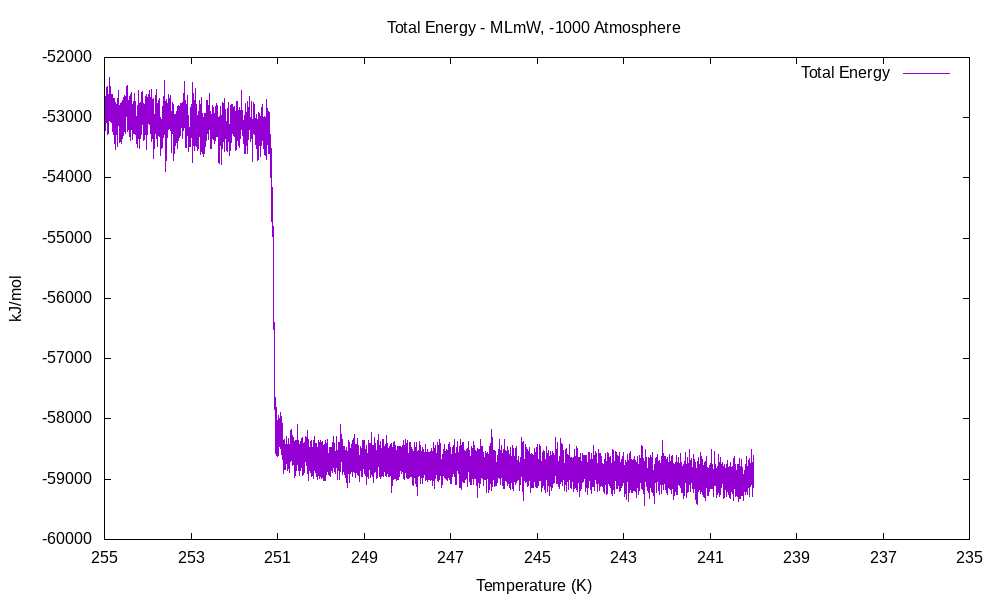 Total Energy - MLmW, -1000 Atmosphere
Total Energy
-52000
-53000
-54000
-55000
-56000
-57000
-58000
-59000
-60000
kJ/mol
255 253 251 249 247 245 243 241 239 237 235
Temperature (K)